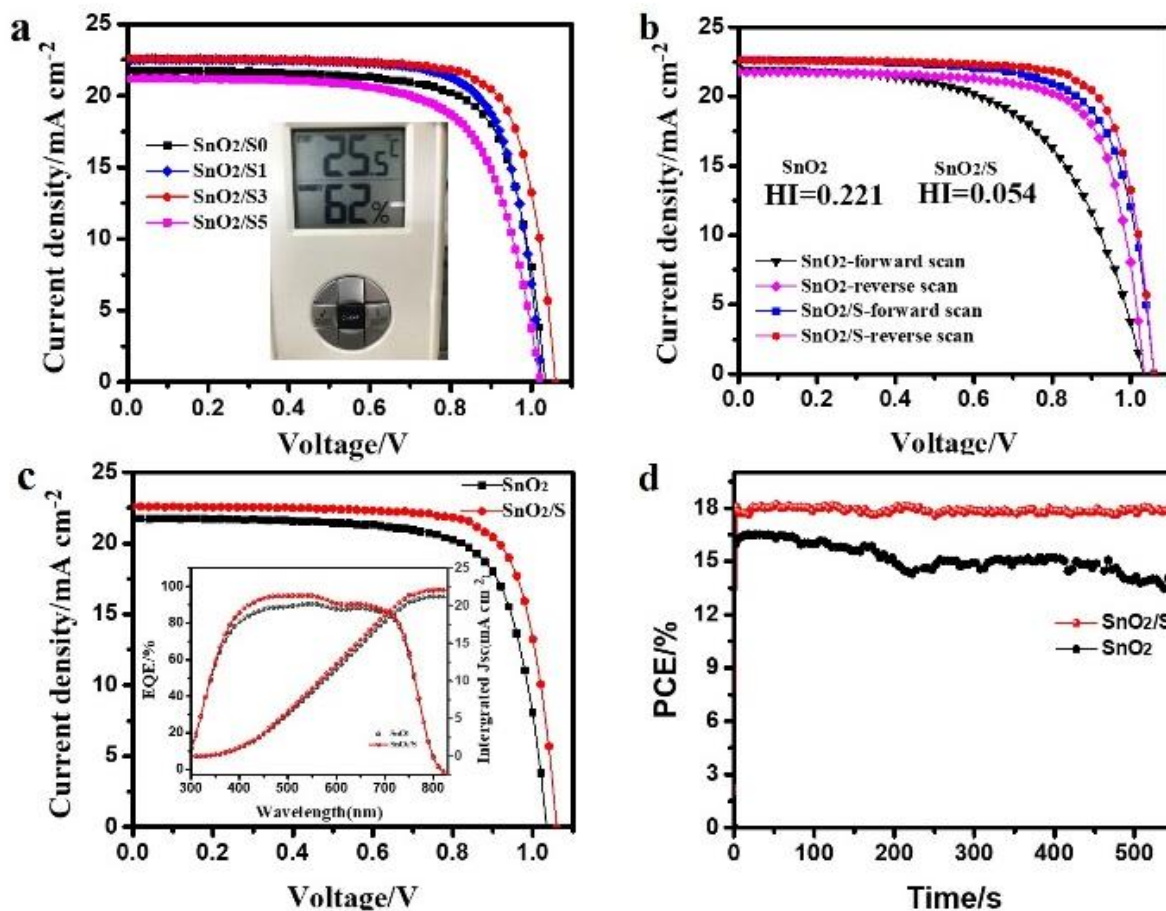 a
25
20
15
10
5
0
Current density/mA cm-2
SnO2/S0
SnO2/S1
SnO2/S3
SnO2/S5
25.5°C
62%
0.0 0.2 0.4 0.6 0.8 1.0
Voltage/V
b
25
20
15
10
5
0
Current density/mA cm-2
SnO2 SnO2/S
HI=0.221 HI=0.054
SnO2-forward scan
SnO2-reverse scan
SnO2/S-forward scan
SnO2/S-reverse scan
0.0 0.2 0.4 0.6 0.8 1.0
Voltage/V
c
25
20
15
10
5
0
Current density/mA cm-2
SnO2
SnO2/S
100
80
60
40
20
0
EQE/%
25
20
15
10
5
0
Intergrated Jsc(mA cm-2)
SnO2
SnO2/S
300 400 500 600 700 800
Wavelength(nm)
0.0 0.2 0.4 0.6 0.8 1.0
Voltage/V
d
18
15
12
9
6
3
0
PCE/%
SnO2/S
SnO2
0 100 200 300 400 500
Time/s